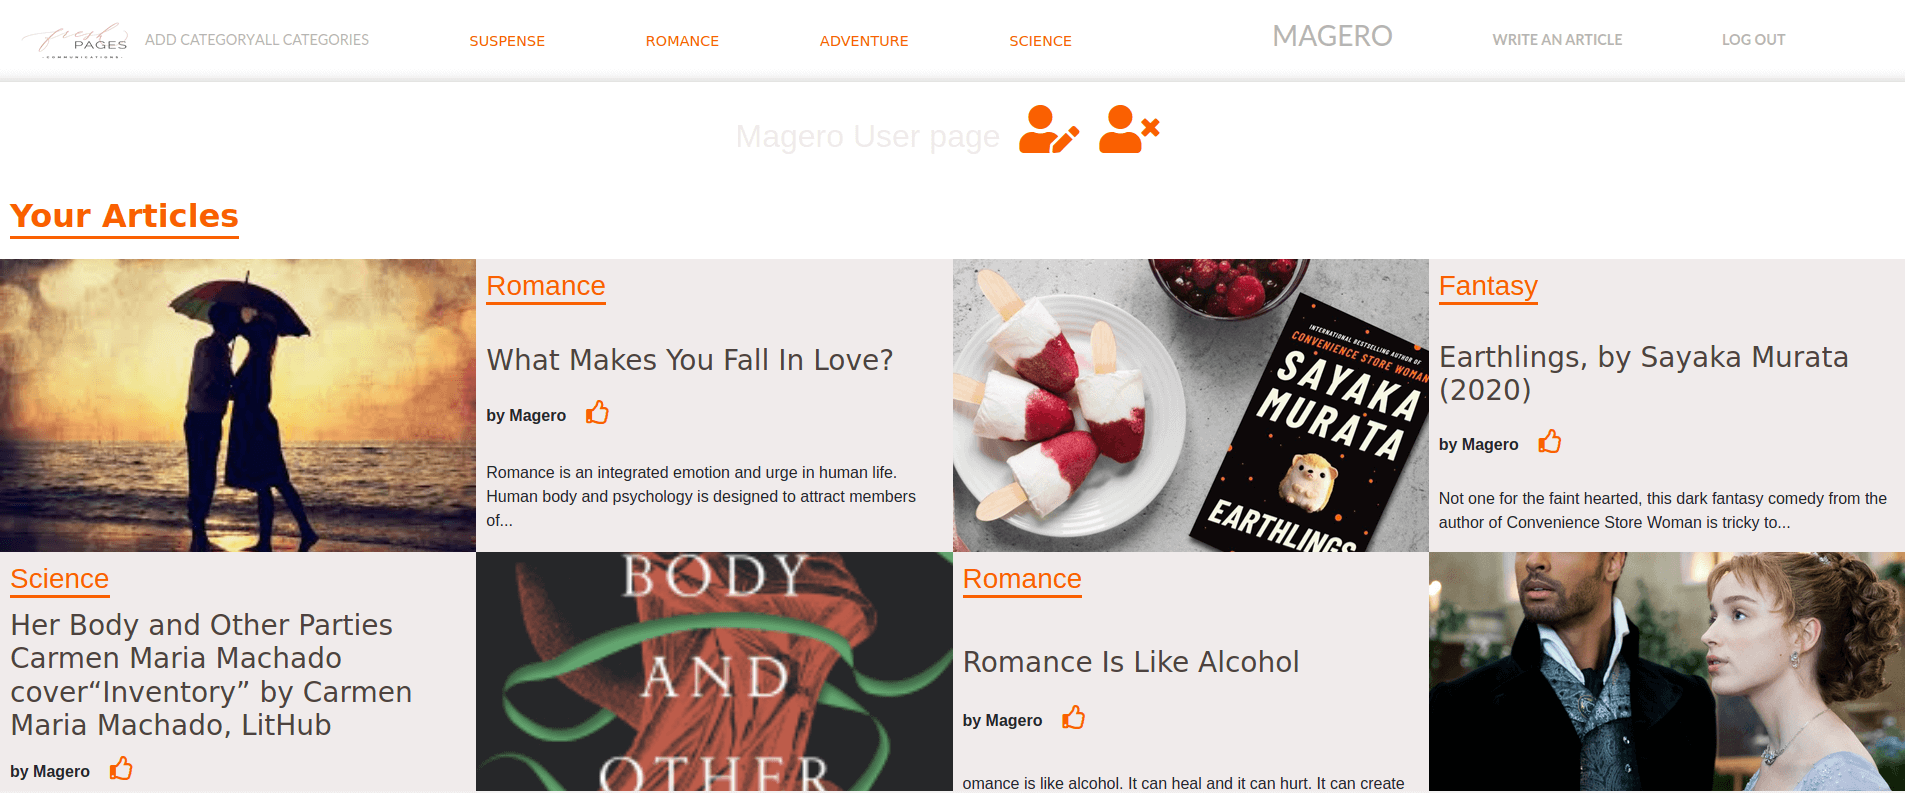 fresh
PAGES
COMMUNICATIONS
ADD CATEGORYALL CATEGORIES
SUSPENSE
ROMANCE
ADVENTURE
SCIENCE
MAGERO
WRITE AN ARTICLE
LOG OUT
Magero User page
Your Articles
Romance
What Makes You Fall In Love?
by Magero
Romance is an integrated emotion and urge in human life.
Human body and psychology is designed to attract members
of...
INTERNATIONAL BESTSELLING AUTHOR OF
CONVENIENCE STORE WOMAN
SAYAKA
MURATA
EARTHLINGS
Fantasy
Earthlings, by Sayaka Murata
(2020)
by Magero
Not one for the faint hearted, this dark fantasy comedy from the
author of Convenience Store Woman is tricky to...
Science
Her Body and Other Parties
Carmen Maria Machado
cover“Inventory” by Carmen
Maria Machado, LitHub
by Magero
BODY
AND
OTHER
Romance
Romance Is Like Alcohol
by Magero
omance is like alcohol. It can heal and it can hurt. It can create